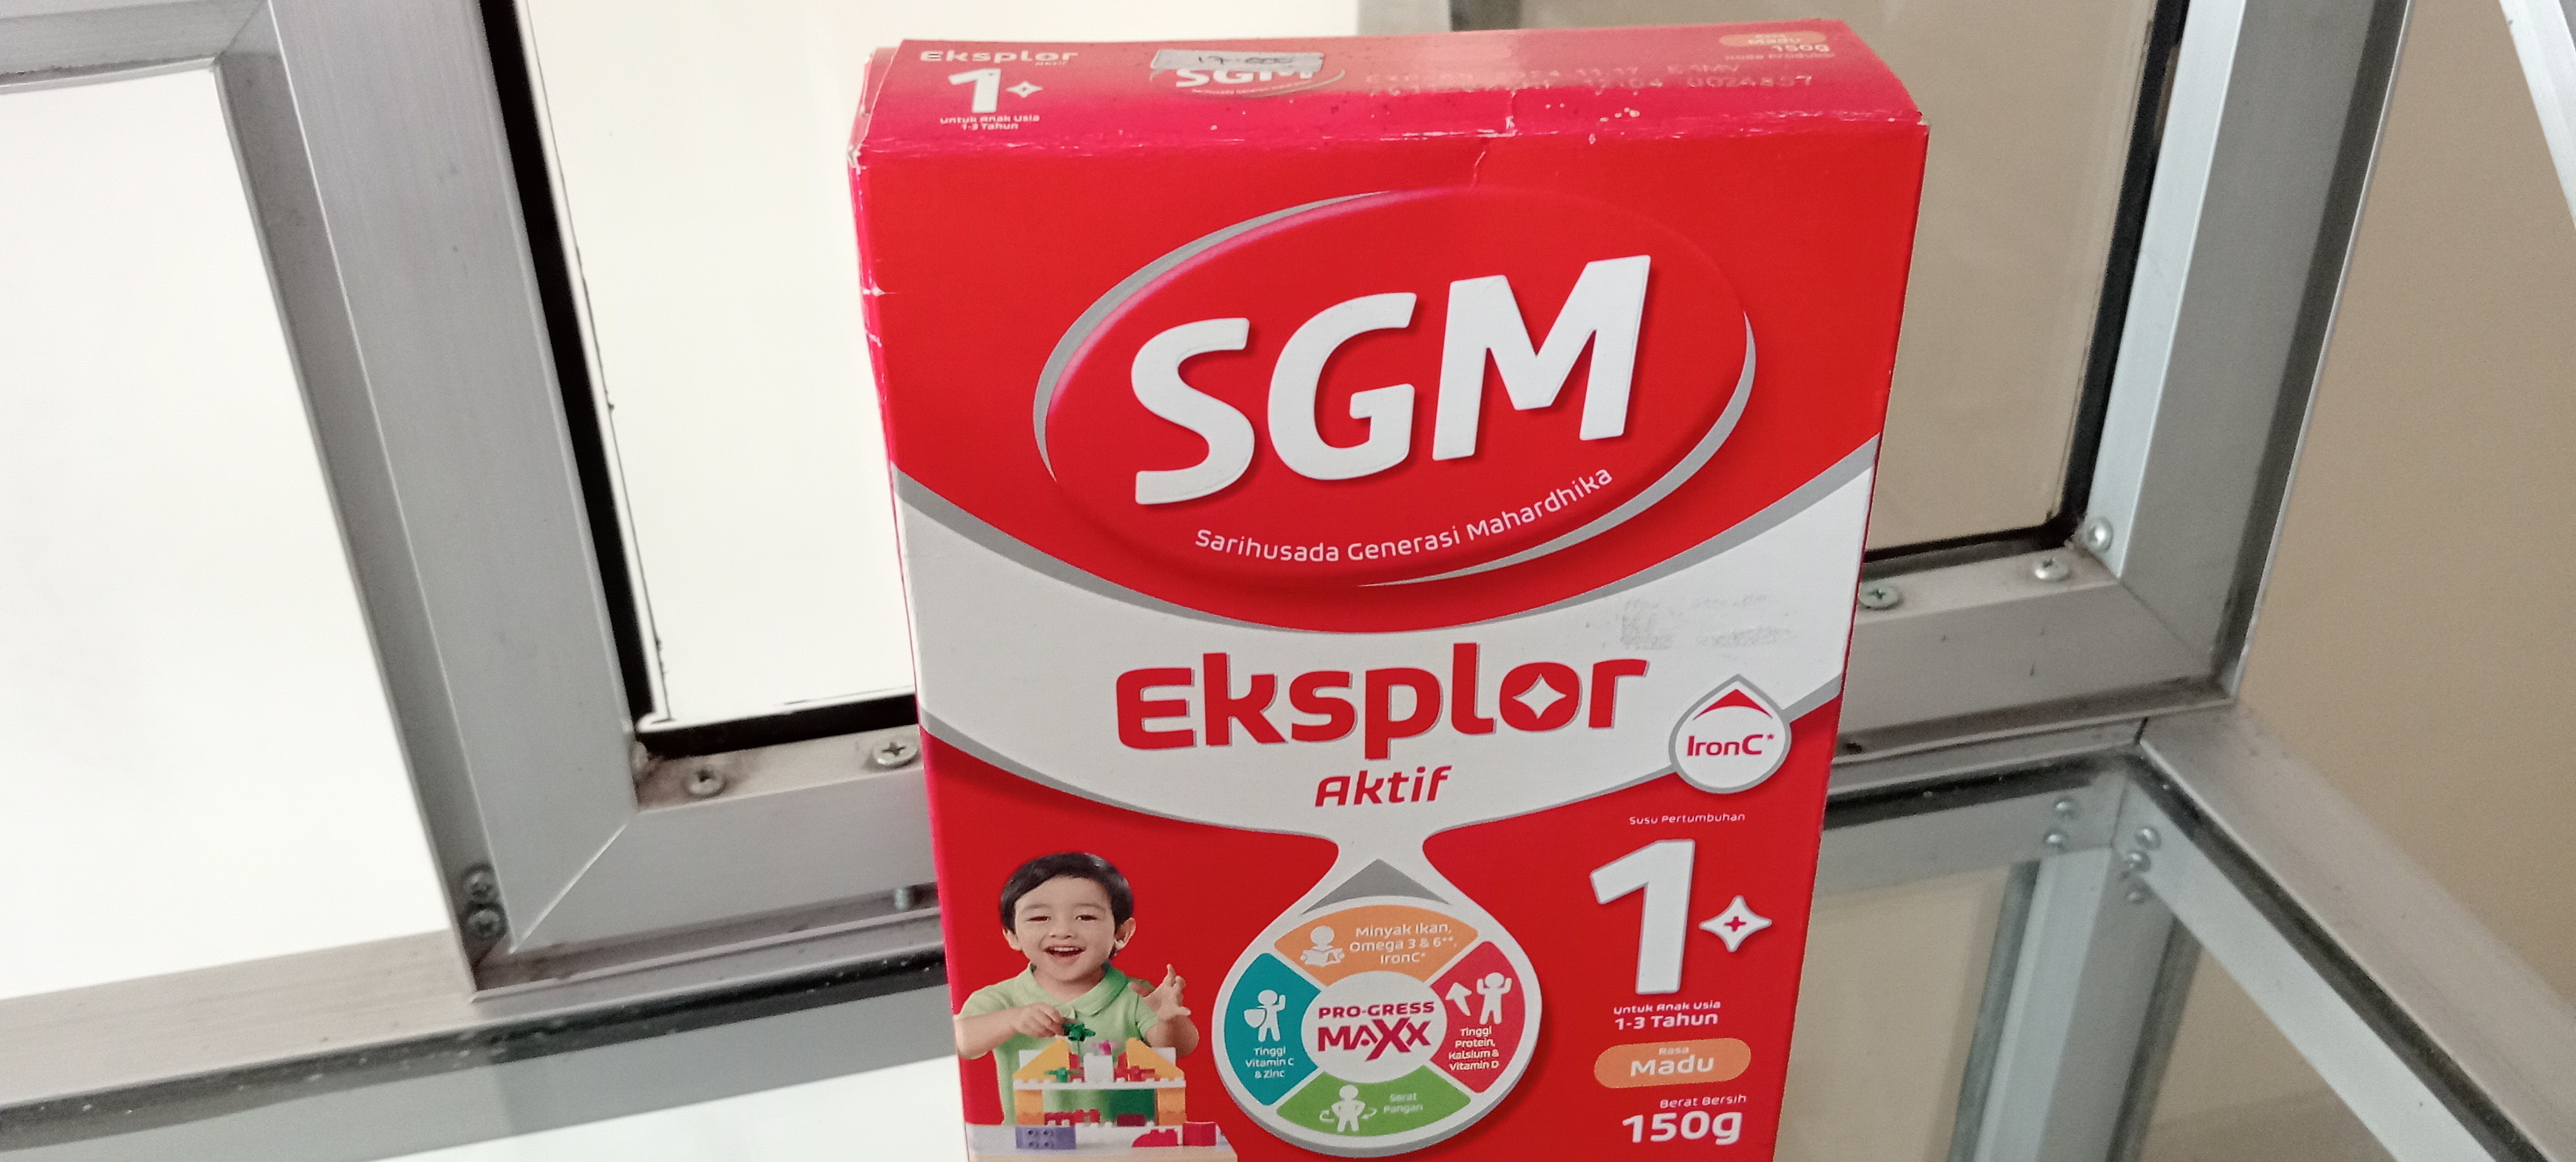 Eksplor
Aktif
1+
Untuk Anak Usia
1-3 Tahun
SGM
Madu
150g
0024857
SGM
Sarihusada Generasi Mahardhika
Eksplor
Aktif
IronC*
Susu Pertumbuhan
1+
Untuk Anak Usia
1-3 Tahun
Rasa
Madu
Berat Bersih
150g
Minyak Ikan,
Omega 3 & 6**,
IronC*
PRO-GRESS
MAXX
Tinggi
Vitamin C
& Zinc
Tinggi
Protein,
Kalsium &
Vitamin D
Serat
Pangan